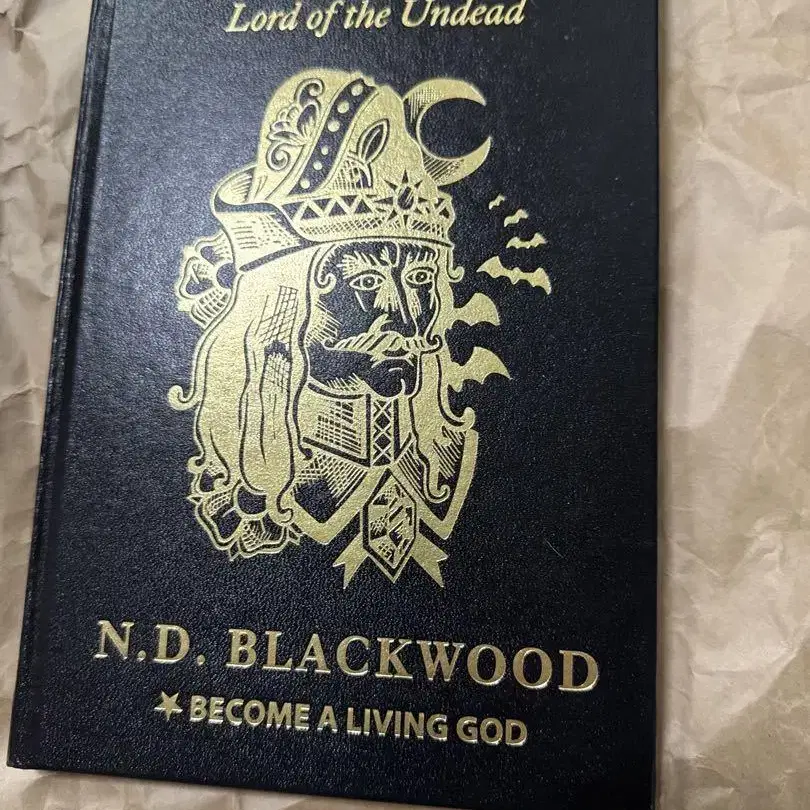 Lord of the Undead
N.D. BLACKWOOD
BECOME A LIVING GOD